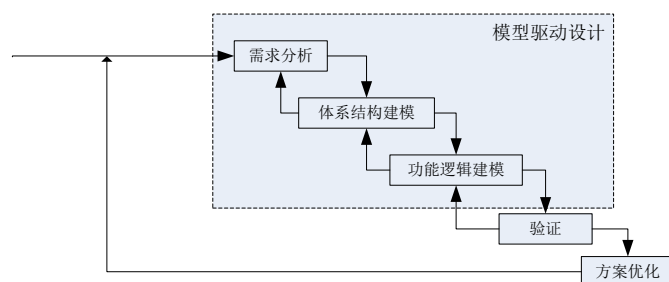 模型驱动设计
需求分析
体系结构建模
功能逻辑建模
验证
方案优化